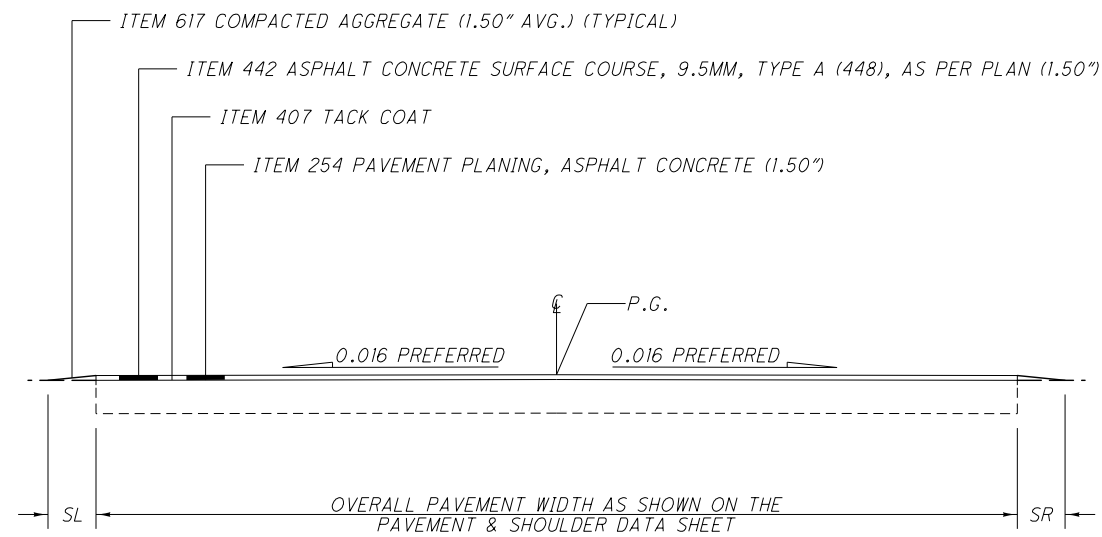 ITEM 617 COMPACTED AGGREGATE (1.50" AVG.) (TYPICAL)
ITEM 442 ASPHALT CONCRETE SURFACE COURSE, 9.5MM, TYPE A (448), AS PER PLAN (1.50")
ITEM 407 TACK COAT
ITEM 254 PAVEMENT PLANING, ASPHALT CONCRETE (1.50")
℄
P.G.
0.016 PREFERRED
0.016 PREFERRED
SL
OVERALL PAVEMENT WIDTH AS SHOWN ON THE
PAVEMENT & SHOULDER DATA SHEET
SR